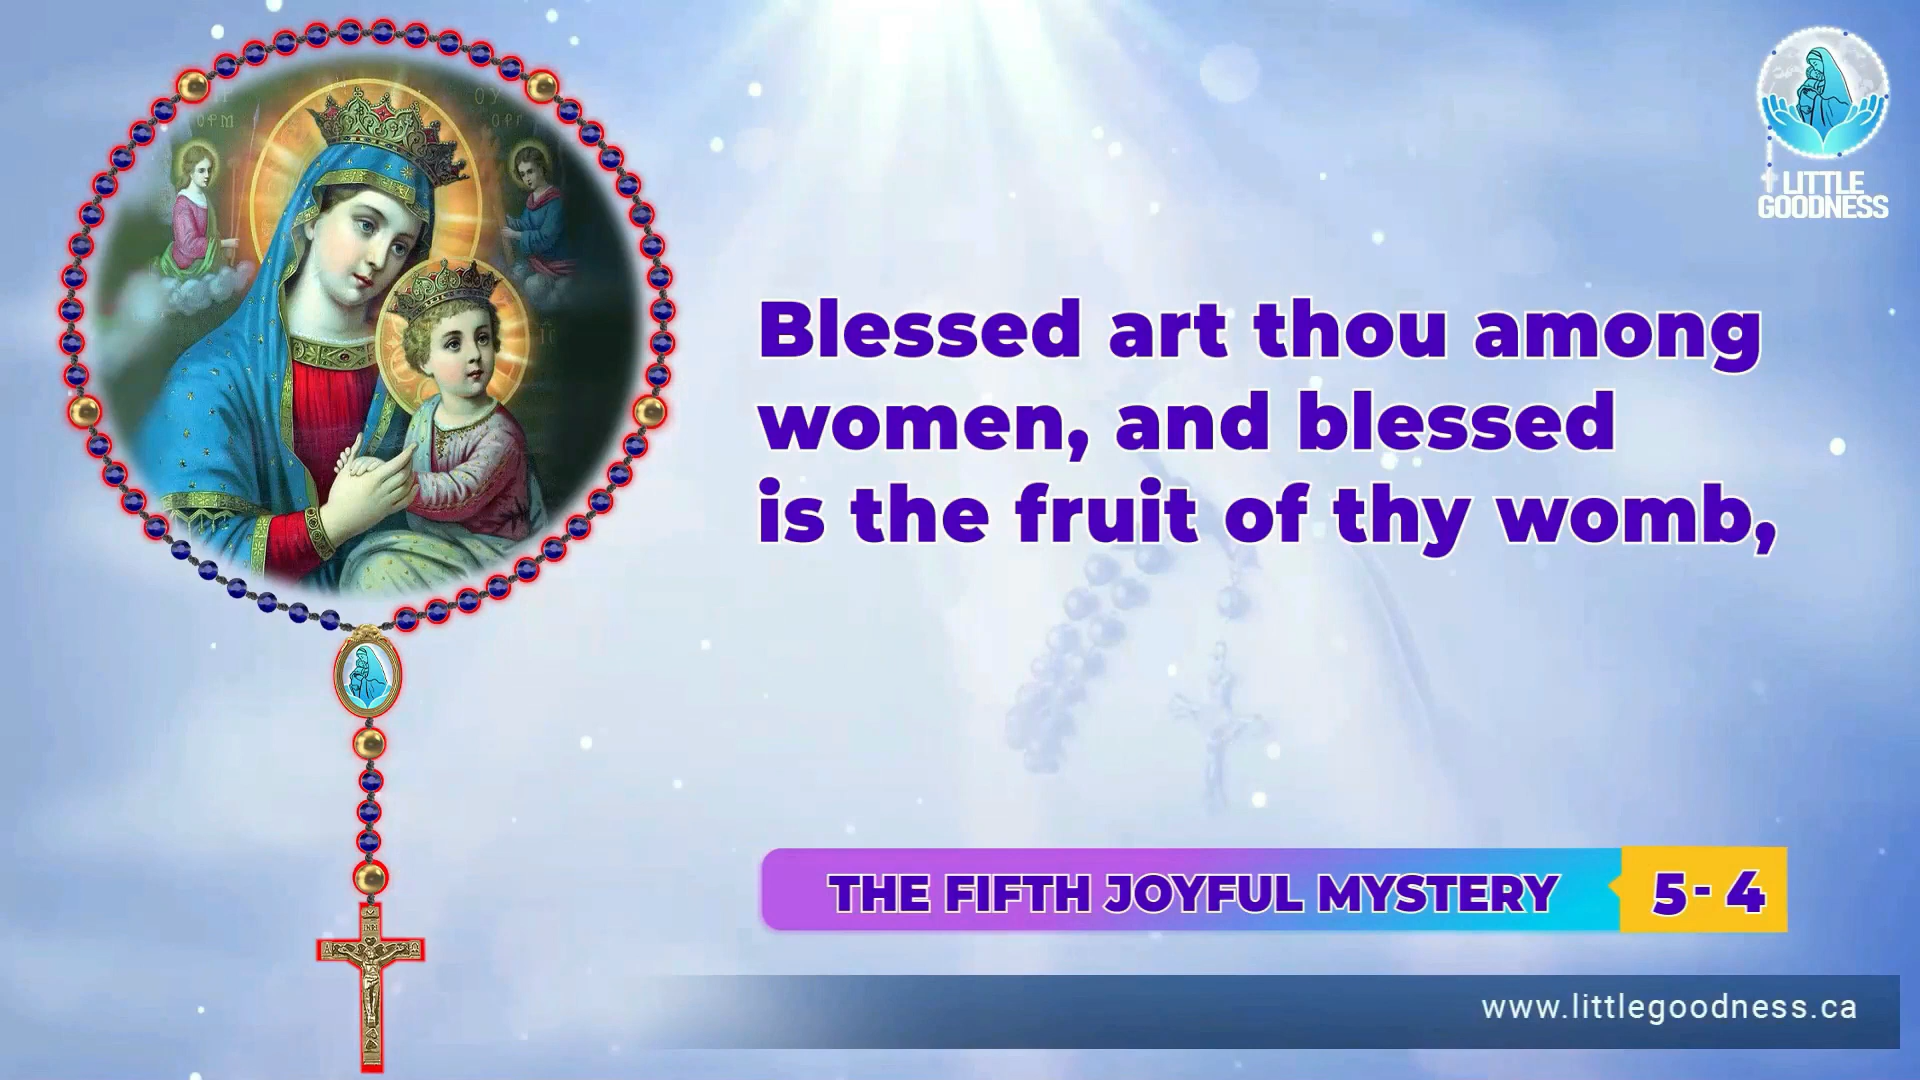 LITTLE
GOODNESS
Blessed art thou among
women, and blessed
is the fruit of thy womb,
THE FIFTH JOYFUL MYSTERY 5 - 4
www.littlegoodness.ca
INRI